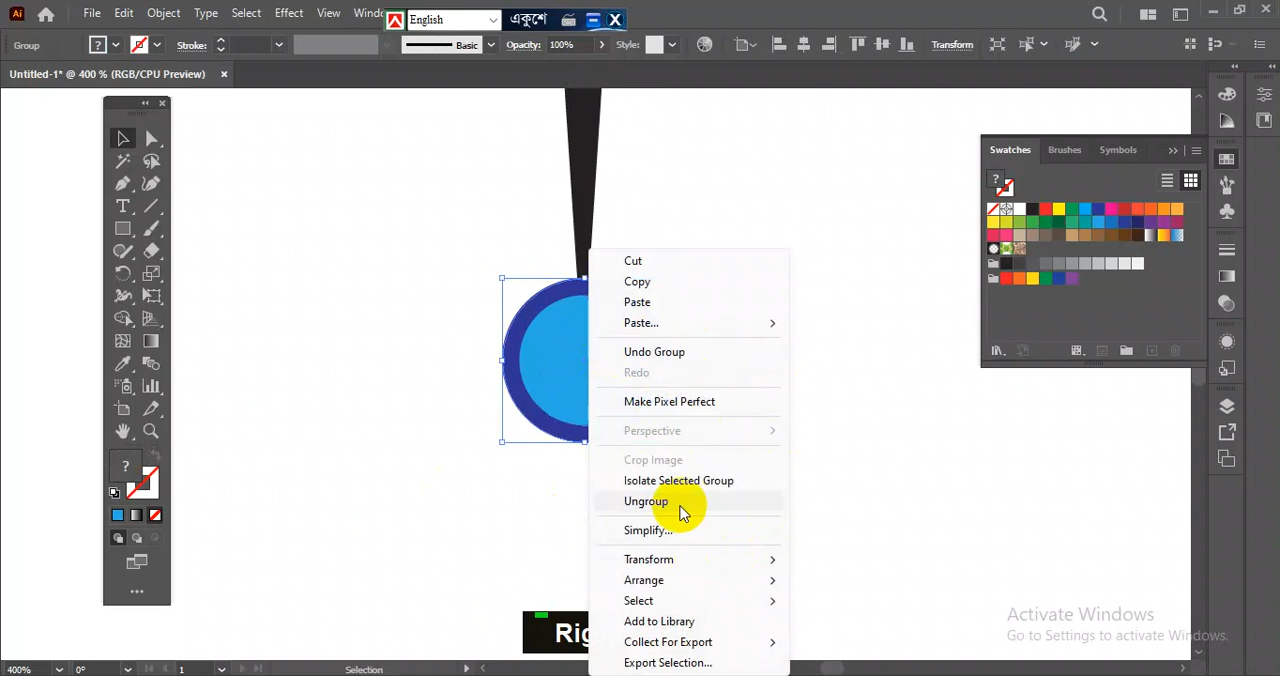 Ai File Edit Object Type Select Effect View Windo English একুশে
Group Stroke: Basic Opacity: 100% Style: Transform
Untitled-1* @ 400 % (RGB/CPU Preview)
Swatches Brushes Symbols
Cut
Copy
Paste
Paste...
Undo Group
Redo
Make Pixel Perfect
Perspective
Crop Image
Isolate Selected Group
Ungroup
Simplify...
Transform
Arrange
Select
Add to Library
Collect For Export
Export Selection...
Rig
Activate Windows
Go to Settings to activate Windows.
400% 0° 1 Selection